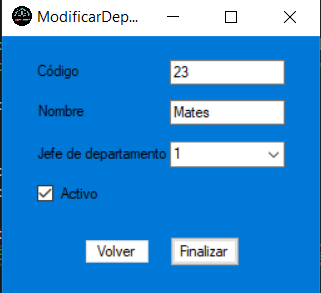 ModificarDep...
Código 23
Nombre Mates
Jefe de departamento 1
Activo
Volver Finalizar